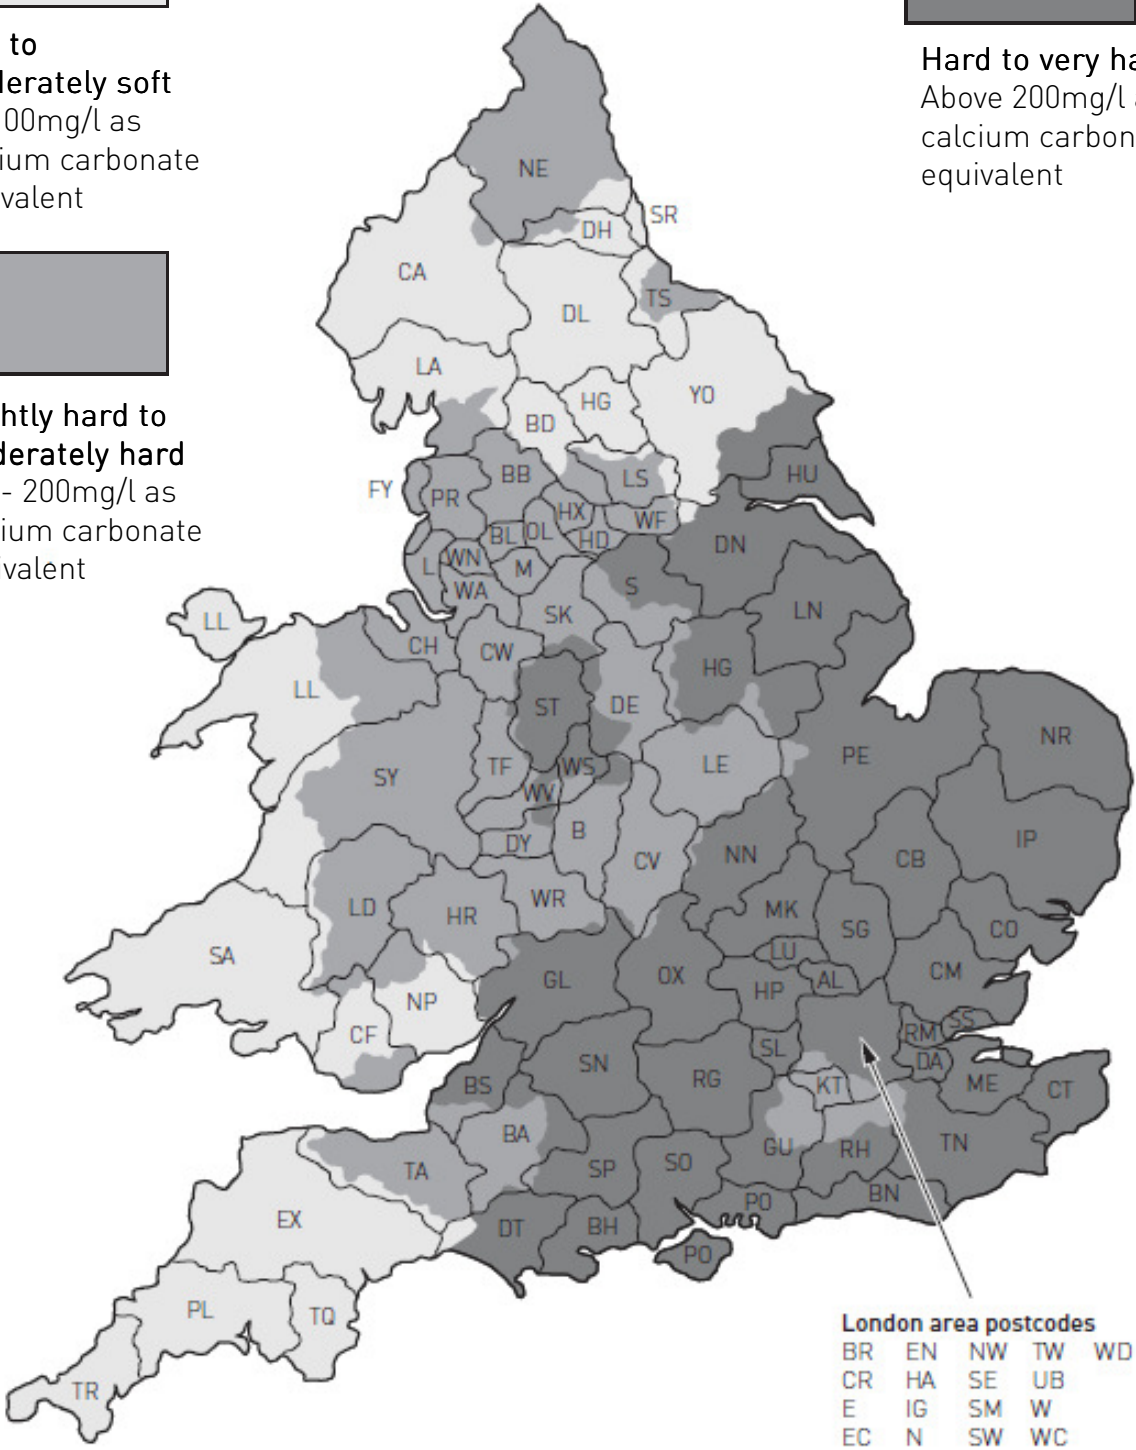 to
derately soft
00mg/l as
ium carbonate
valent
Hard to very ha
Above 200mg/l
calcium carbon
equivalent
htly hard to
derately hard
- 200mg/l as
ium carbonate
ivalent
NE
SR
DH
CA
TS
DL
LA
YO
HG
BD
HU
BB
LS
FY
PR
HX
WF
BL
OL
HD
DN
L
WN
M
WA
S
LL
SK
LN
CH
CW
HG
LL
ST
DE
NR
SY
TF
WS
LE
PE
WV
DY
B
IP
CV
NN
CB
LD
HR
WR
MK
SG
CO
SA
GL
OX
LU
CM
NP
HP
AL
CF
SS
RM
SN
SL
DA
BS
RG
KT
ME
CT
BA
GU
RH
TN
TA
SP
SO
EX
DT
BH
PO
BN
PO
PL
TQ
TR
London area postcodes
BR EN NW TW WD
CR HA SE UB
E IG SM W
EC N SW WC